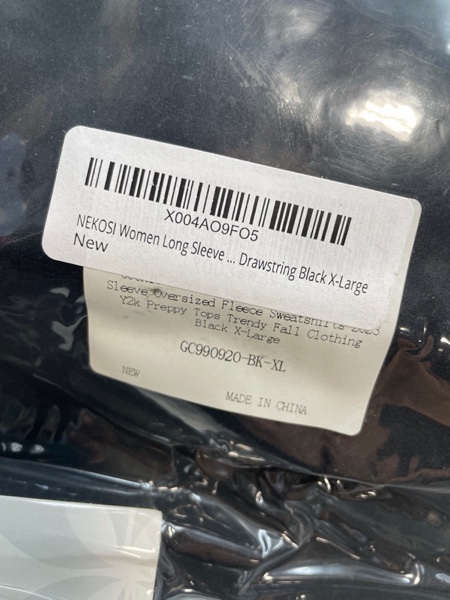 X004AO9FO5
NEKOSI Women Long Sleeve ... Drawstring Black X-Large
New
Sleeve Oversized Fleece Sweatshirts 2023
Y2k Preppy Tops Trendy Fall Clothing
Black X-Large
GC990920-BK-XL
NEW
MADE IN CHINA